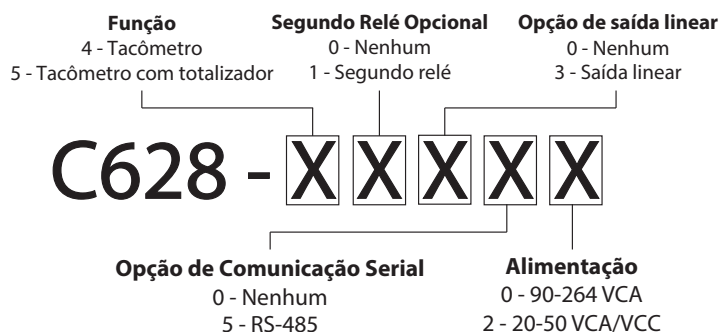 Função
4 - Tacômetro
5 - Tacômetro com totalizador
Segundo Relé Opcional
0 - Nenhum
1 - Segundo relé
Opção de saída linear
0 - Nenhum
3 - Saída linear
C628 - X X X X X
Opção de Comunicação Serial
0 - Nenhum
5 - RS-485
Alimentação
0 - 90-264 VCA
2 - 20-50 VCA/VCC